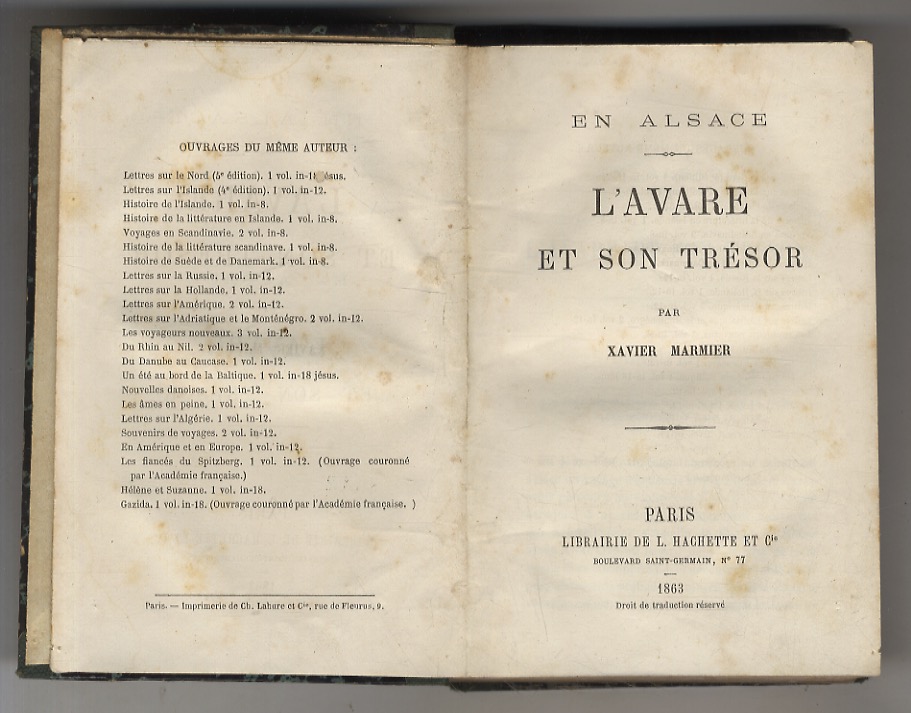 OUVRAGES DU MÊME AUTEUR :
Lettres sur le Nord (5e édition). 1 vol. in-18 jésus.
Lettres sur l'Islande (4e édition). 1 vol. in-12.
Histoire de l'Islande. 1 vol. in-8.
Histoire de la littérature en Islande. 1 vol. in-8.
Voyages en Scandinavie. 2 vol. in-8.
Histoire de la littérature scandinave. 1 vol. in-8.
Histoire de Suède et de Danemark. 1 vol. in-8.
Lettres sur la Russie. 1 vol. in-12.
Lettres sur la Hollande. 1 vol. in-12.
Lettres sur l'Amérique. 2 vol. in-12.
Lettres sur l'Adriatique et le Monténégro. 2 vol. in-12.
Les voyageurs nouveaux. 3 vol. in-12.
Du Rhin au Nil. 2 vol. in-12.
Du Danube au Caucase. 1 vol. in-12.
Un été au bord de la Baltique. 1 vol. in-18 jésus.
Nouvelles danoises. 1 vol. in-12.
Les âmes en peine. 1 vol. in-12.
Lettres sur l'Algérie. 1 vol. in-12.
Souvenirs de voyages. 2 vol. in-12.
En Amérique et en Europe. 1 vol. in-12.
Les fiancés du Spitzberg. 1 vol. in-12. (Ouvrage couronné
par l'Académie française.)
Hélène et Suzanne. 1 vol. in-18.
Gazida. 1 vol. in-18. (Ouvrage couronné par l'Académie française. )
Paris. — Imprimerie de Ch. Lahure et Cie, rue de Fleurus, 9.
EN ALSACE
L'AVARE
ET SON TRÉSOR
PAR
XAVIER MARMIER
PARIS
LIBRAIRIE DE L. HACHETTE ET Cie
BOULEVARD SAINT-GERMAIN, N° 77
1863
Droit de traduction réservé